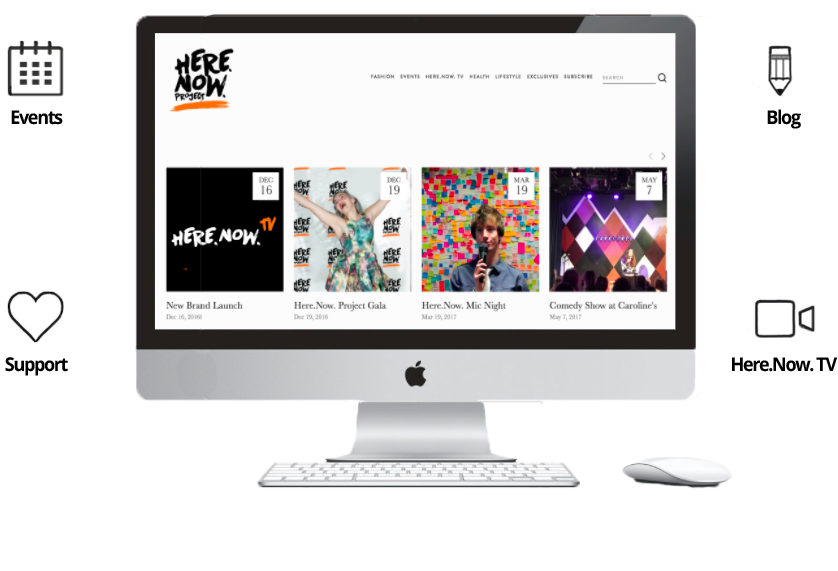 HERE.
NOW.
PROJECT
FASHION EVENTS HERE.NOW. TV HEALTH LIFESTYLE EXCLUSIVES SUBSCRIBE SEARCH
Events
Blog
DEC
16
DEC
19
MAR
19
MAY
7
HERE.NOW.TV
HERE
NOW
New Brand Launch
Dec 16, 2016
Here.Now. Project Gala
Dec 19, 2016
Here.Now. Mic Night
Mar 19, 2017
Comedy Show at Caroline's
May 7, 2017
Support
Here.Now. TV